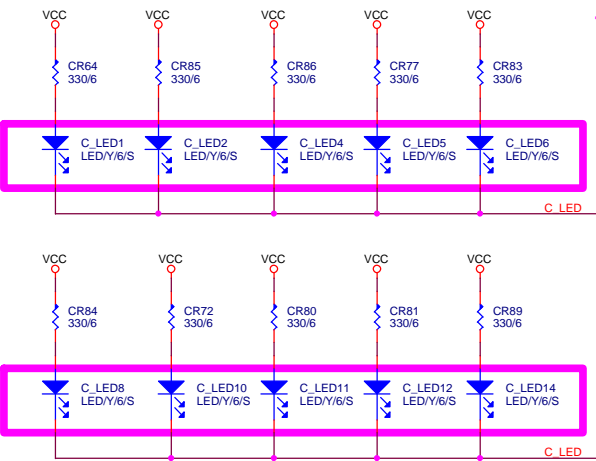 VCC VCC VCC VCC VCC
CR64 CR85 CR86 CR77 CR83
330/6 330/6 330/6 330/6 330/6
C_LED1 C_LED2 C_LED4 C_LED5 C_LED6
LED/Y/6/S LED/Y/6/S LED/Y/6/S LED/Y/6/S LED/Y/6/S
C_LED
VCC VCC VCC VCC VCC
CR84 CR72 CR80 CR81 CR89
330/6 330/6 330/6 330/6 330/6
C_LED8 C_LED10 C_LED11 C_LED12 C_LED14
LED/Y/6/S LED/Y/6/S LED/Y/6/S LED/Y/6/S LED/Y/6/S
C_LED